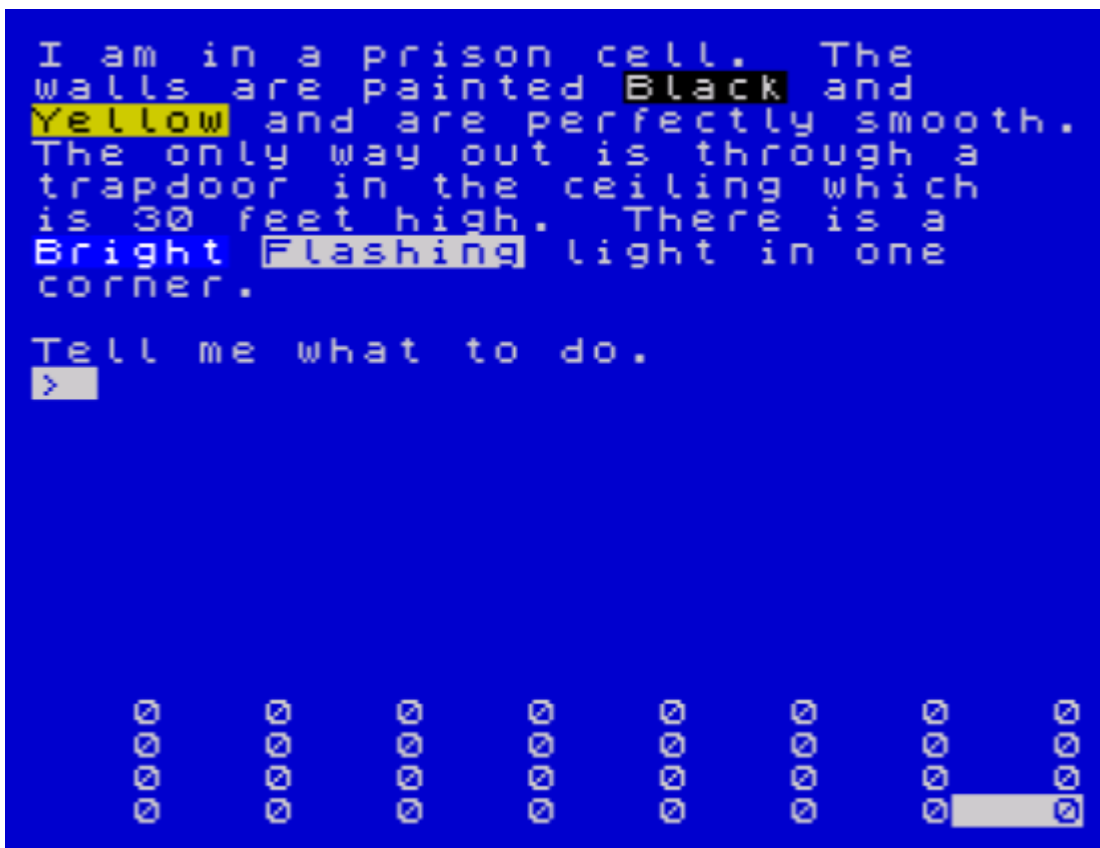 I am in a prison cell. The
walls are painted Black and
Yellow and are perfectly smooth.
The only way out is through a
trapdoor in the ceiling which
is 30 feet high. There is a
Bright Flashing light in one
corner.
Tell me what to do.
>
0 0 0 0 0 0 0 0
0 0 0 0 0 0 0 0
0 0 0 0 0 0 0 0
0 0 0 0 0 0 0 0